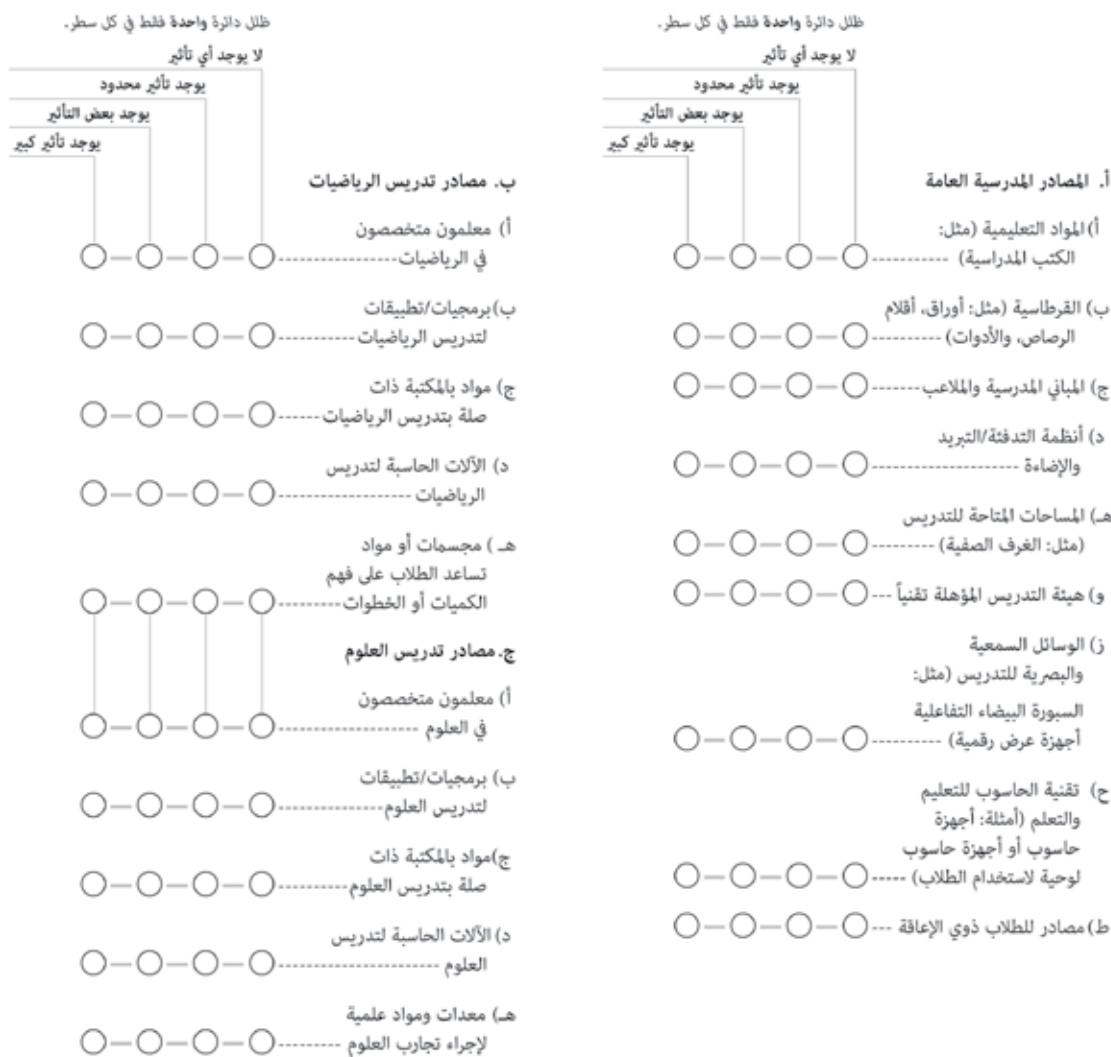 ظلل دائرة واحدة فقط في كل سطر.
لا يوجد أي تأثير
يوجد تأثير محدود
يوجد بعض التأثير
يوجد تأثير كبير
أ. المصادر المدرسية العامة
أ) المواد التعليمية (مثل:
الكتب المدراسية) -----------
ب) القرطاسية (مثل: أوراق، أقلام
الرصاص، والأدوات) ----------
ج) المباني المدرسية والملاعب-------
د) أنظمة التدفئة/التبريد
والإضاءة -------------------
هـ) المساحات المتاحة للتدريس
(مثل: الغرف الصفية) ---------
و) هيئة التدريس المؤهلة تقنياً ---
ز) الوسائل السمعية
والبصرية للتدريس (مثل:
السبورة البيضاء التفاعلية
أجهزة عرض رقمية) ----------
ح) تقنية الحاسوب للتعليم
والتعلم (أمثلة: أجهزة
حاسوب أو أجهزة حاسوب
لوحية لاستخدام الطلاب) -----
ط) مصادر للطلاب ذوي الإعاقة ---
ظلل دائرة واحدة فقط في كل سطر.
لا يوجد أي تأثير
يوجد تأثير محدود
يوجد بعض التأثير
يوجد تأثير كبير
ب. مصادر تدريس الرياضيات
أ) معلمون متخصصون
في الرياضيات---------------
ب)برمجيات/تطبيقات
لتدريس الرياضيات-----------
ج) مواد بالمكتبة ذات
صلة بتدريس الرياضيات------
د) الآلات الحاسبة لتدريس
الرياضيات -----------------
هـ ) مجسمات أو مواد
تساعد الطلاب على فهم
الكميات أو الخطوات-----------
ج. مصادر تدريس العلوم
أ) معلمون متخصصون
في العلوم ------------------
ب) برمجيات/تطبيقات
لتدريس العلوم--------------
ج)مواد بالمكتبة ذات
صلة بتدريس العلوم----------
د) الآلات الحاسبة لتدريس
العلوم ---------------------
هـ) معدات ومواد علمية
لإجراء تجارب العلوم ---------